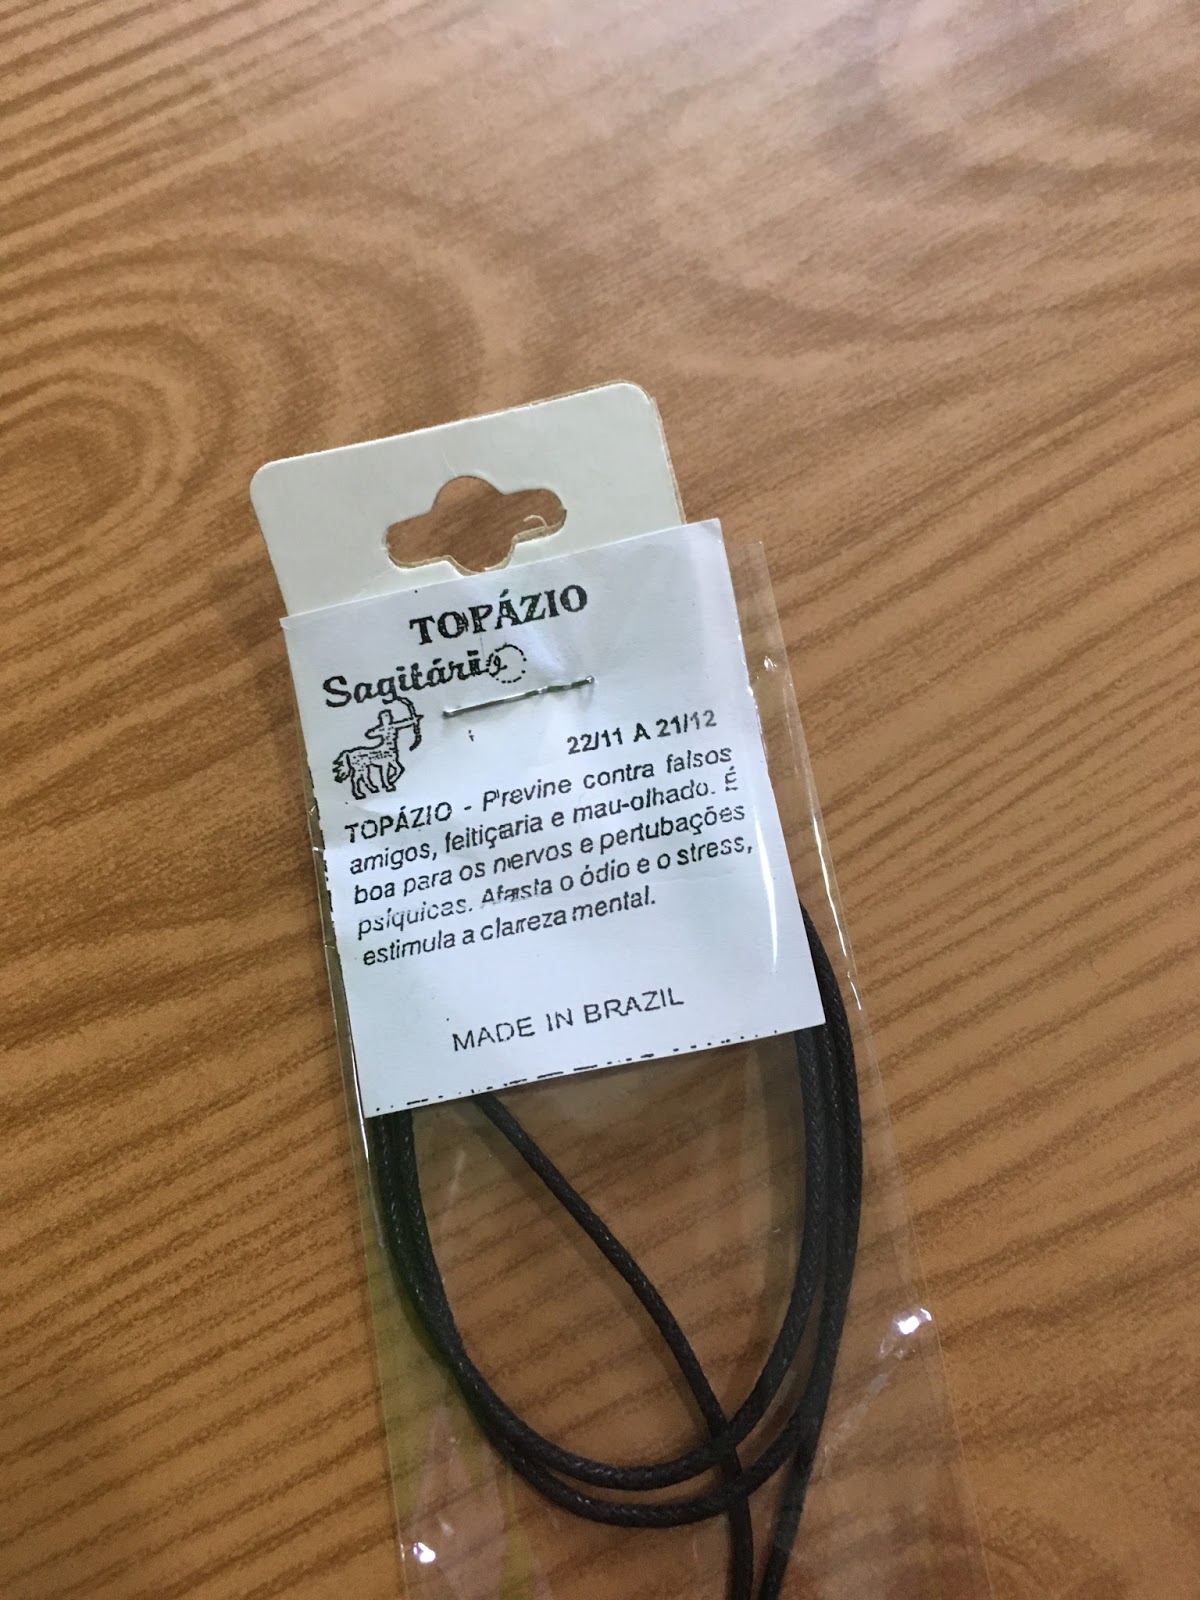 TOPÁZIO
Sagitário
22/11 A 21/12
TOPÁZIO - Previne contra falsos
amigos, feitiçaria e mau-olhado. É
boa para os nervos e pertubações
psíquicas. Afasta o ódio e o stress,
estimula a clareza mental.
MADE IN BRAZIL